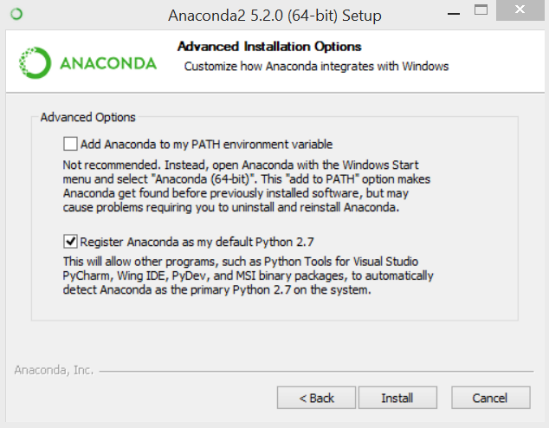 Anaconda2 5.2.0 (64-bit) Setup
Advanced Installation Options
Customize how Anaconda integrates with Windows
ANACONDA
Advanced Options
Add Anaconda to my PATH environment variable
Not recommended. Instead, open Anaconda with the Windows Start
menu and select "Anaconda (64-bit)". This "add to PATH" option makes
Anaconda get found before previously installed software, but may
cause problems requiring you to uninstall and reinstall Anaconda.
Register Anaconda as my default Python 2.7
This will allow other programs, such as Python Tools for Visual Studio
PyCharm, Wing IDE, PyDev, and MSI binary packages, to automatically
detect Anaconda as the primary Python 2.7 on the system.
Anaconda, Inc.
< Back
Install
Cancel